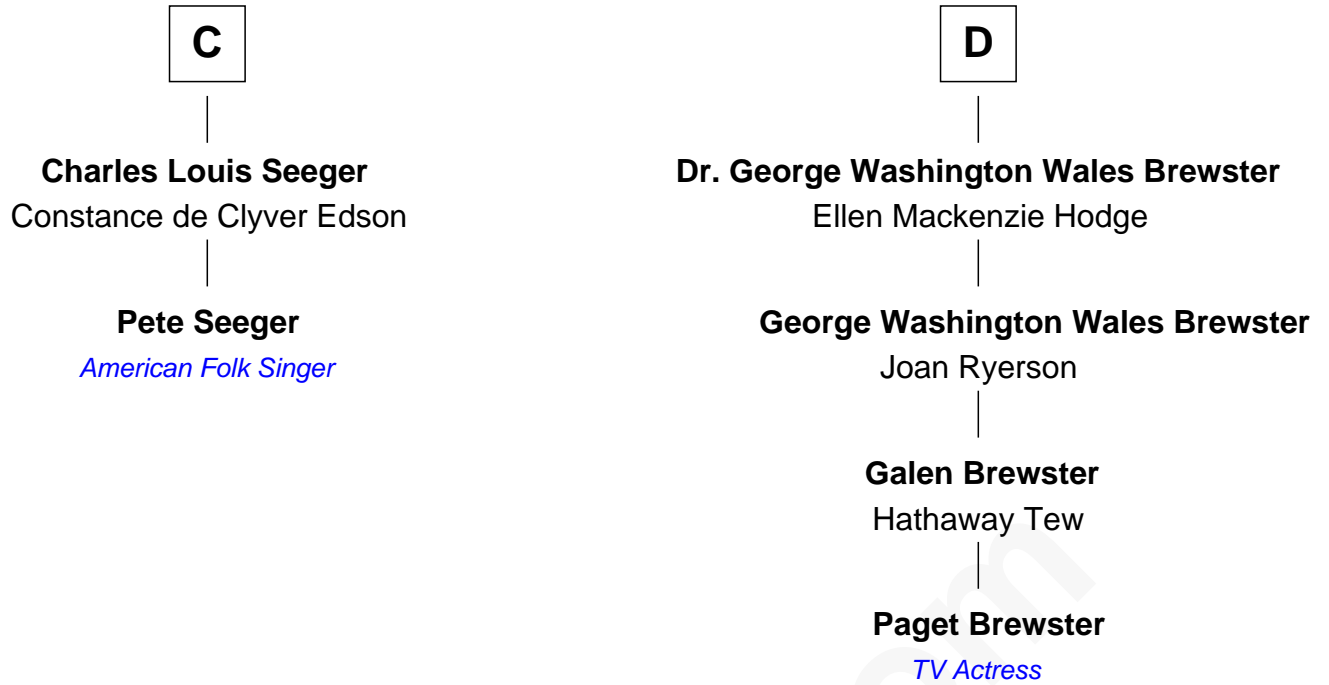 C
Charles Louis Seeger
Constance de Clyver Edson
Pete Seeger
American Folk Singer
D
Dr. George Washington Wales Brewster
Ellen Mackenzie Hodge
George Washington Wales Brewster
Joan Ryerson
Galen Brewster
Hathaway Tew
Paget Brewster
TV Actress
om